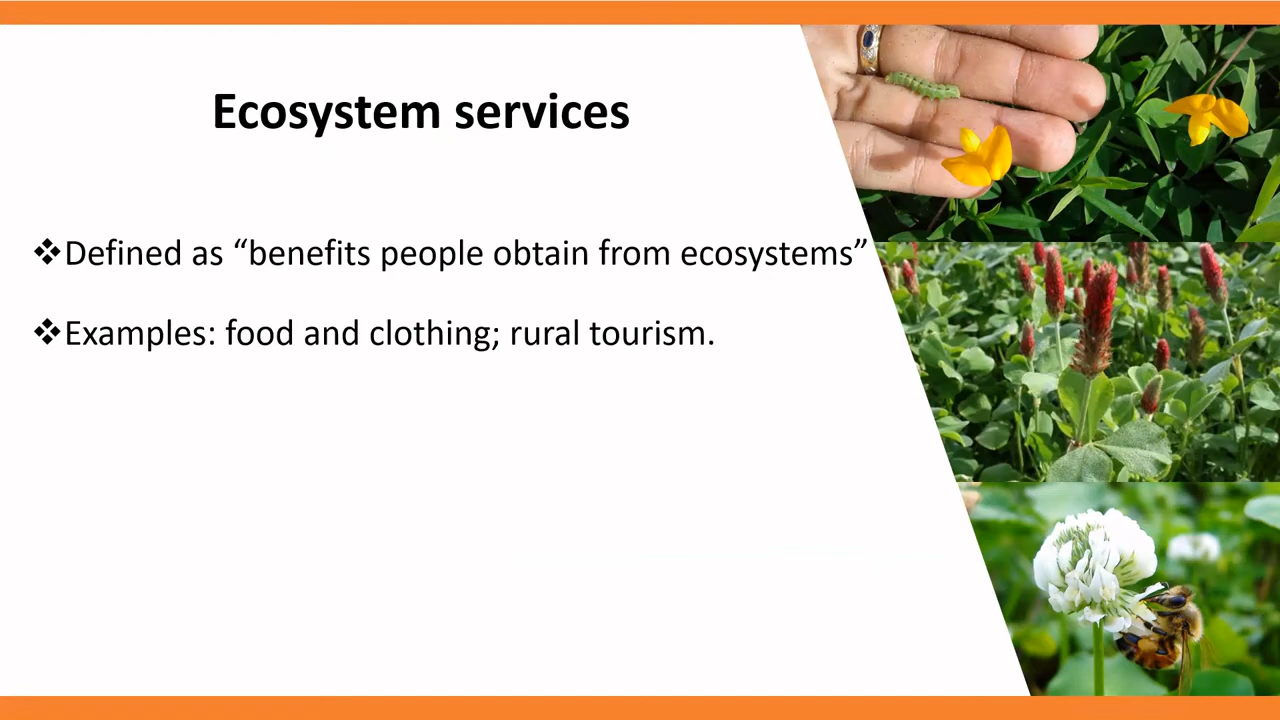 Ecosystem services
❖Defined as “benefits people obtain from ecosystems”
❖Examples: food and clothing; rural tourism.